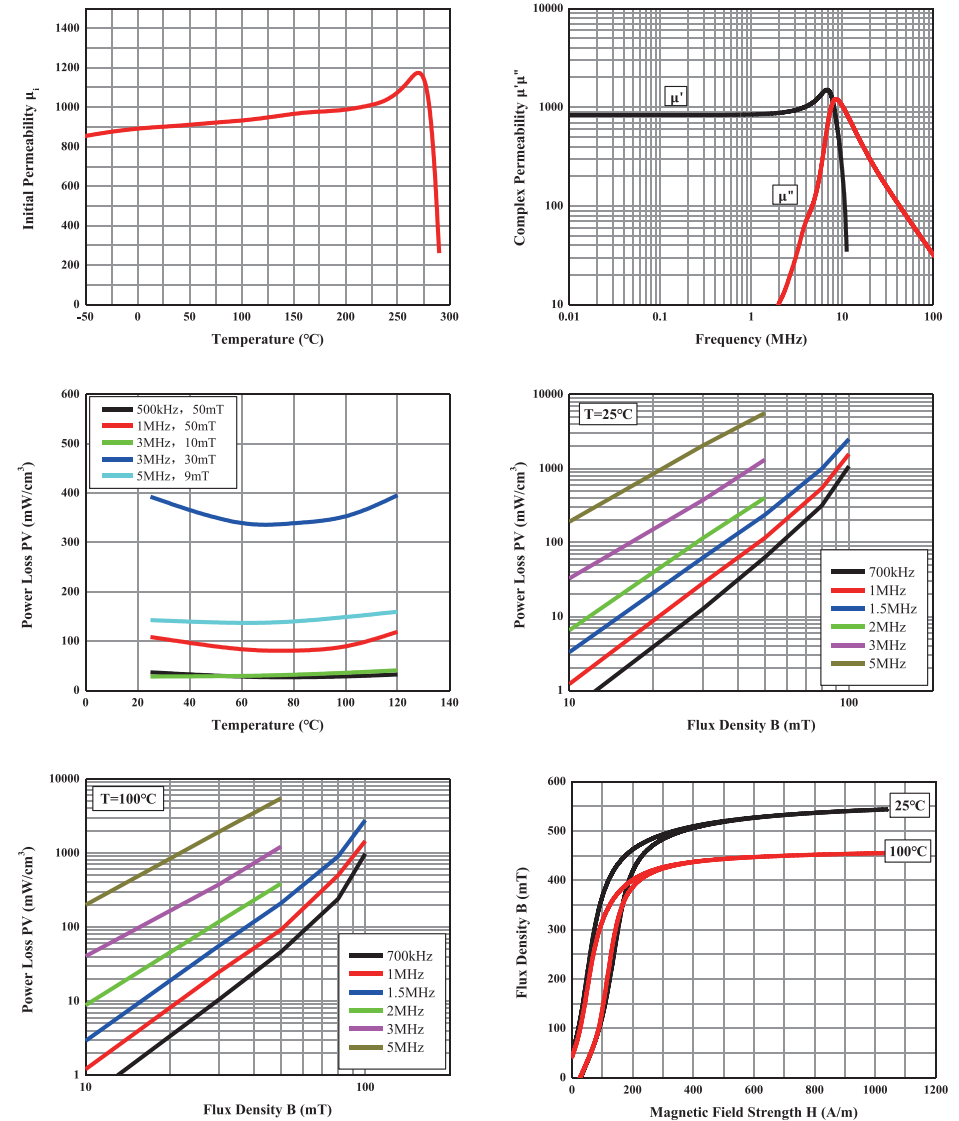 Initial Permeability μi
1400
1200
1000
800
600
400
200
0
-50
0
50
100
150
200
250
300
Temperature (℃)
Complex Permeability μ'μ"
10000
1000
100
10
μ'
μ"
0.01
0.1
1
10
100
Frequency (MHz)
Power Loss PV (mW/cm³)
600
500
400
300
200
100
0
500kHz，50mT
1MHz，50mT
3MHz，10mT
3MHz，30mT
5MHz，9mT
0
20
40
60
80
100
120
140
Temperature (℃)
Power Loss PV (mW/cm³)
10000
1000
100
10
1
T=25℃
700kHz
1MHz
1.5MHz
2MHz
3MHz
5MHz
10
100
Flux Density B (mT)
Power Loss PV (mW/cm³)
10000
1000
100
10
1
T=100℃
700kHz
1MHz
1.5MHz
2MHz
3MHz
5MHz
10
100
Flux Density B (mT)
Flux Density B (mT)
600
500
400
300
200
100
0
25℃
100℃
0
200
400
600
800
1000
1200
Magnetic Field Strength H (A/m)